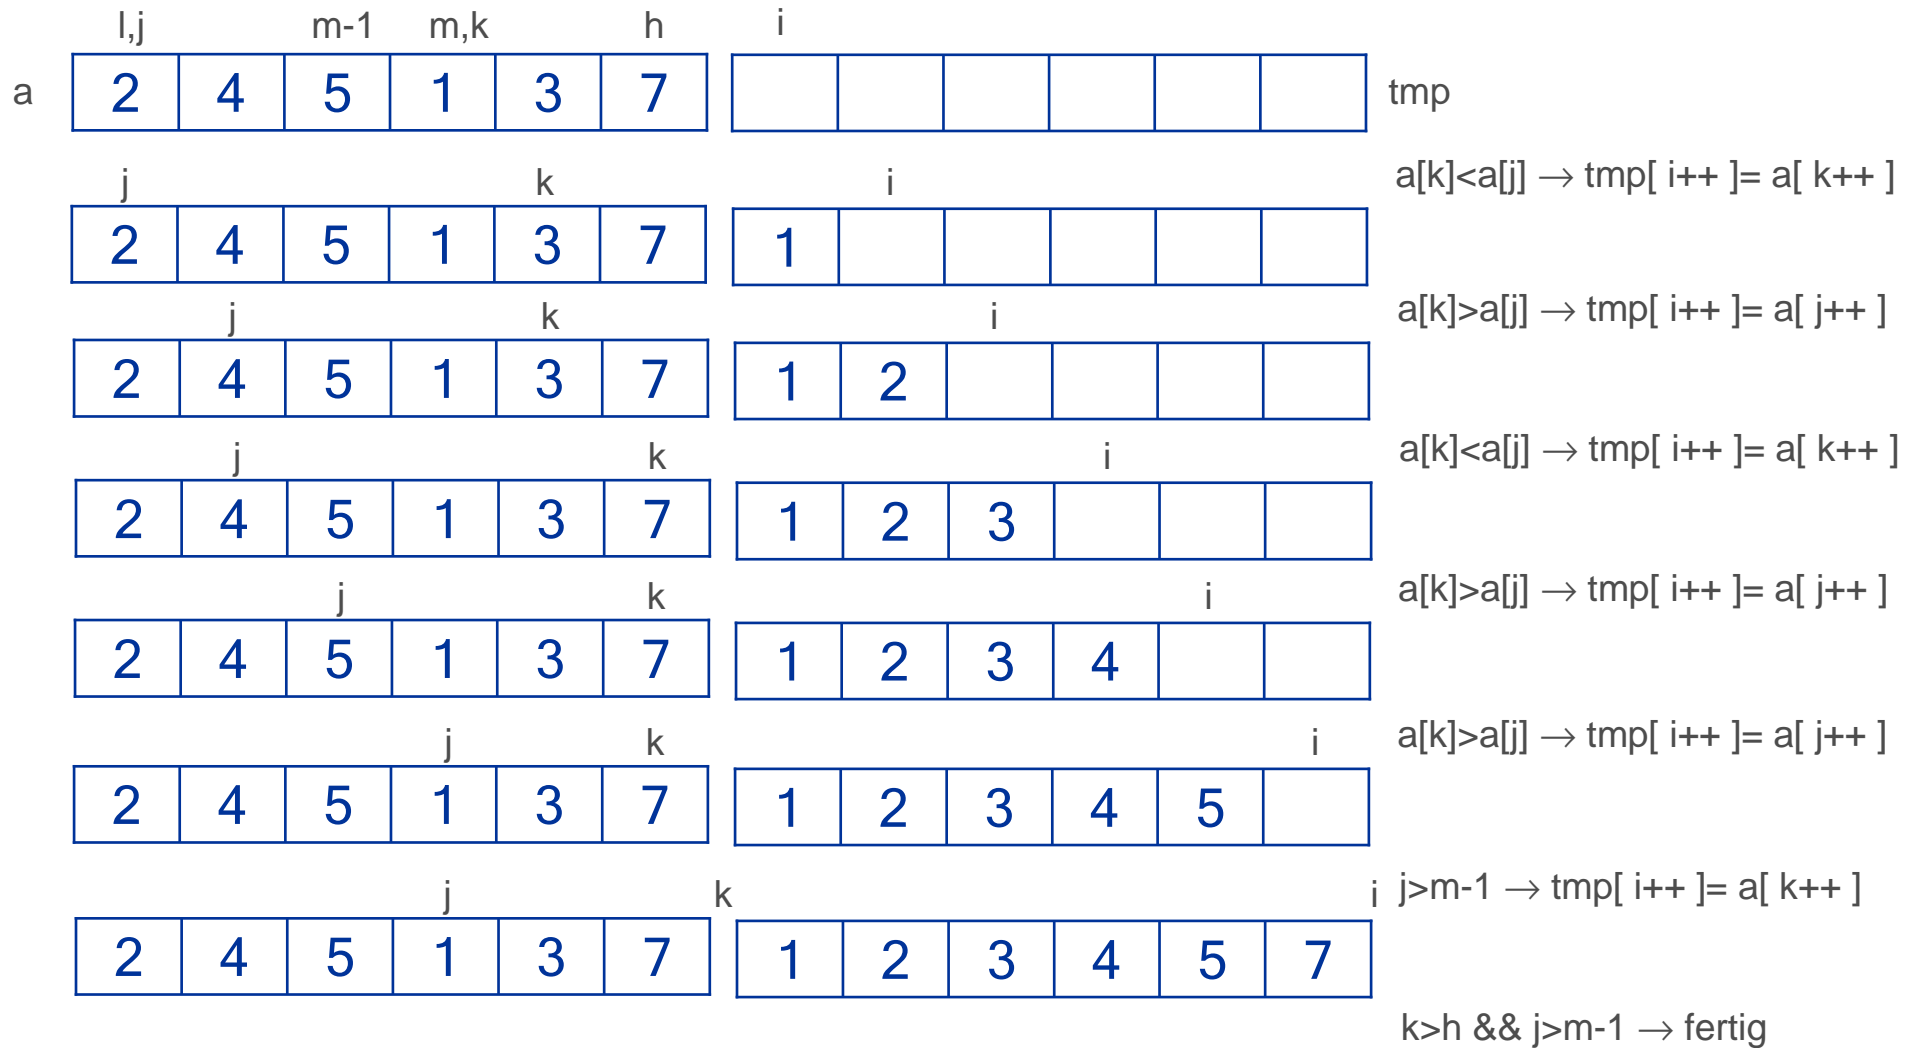 l,j m-1 m,k h i
a 2 4 5 1 3 7 tmp
a[k]<a[j] → tmp[ i++ ]= a[ k++ ]
j k i
2 4 5 1 3 7 1
a[k]>a[j] → tmp[ i++ ]= a[ j++ ]
j k i
2 4 5 1 3 7 1 2
a[k]<a[j] → tmp[ i++ ]= a[ k++ ]
j k i
2 4 5 1 3 7 1 2 3
a[k]>a[j] → tmp[ i++ ]= a[ j++ ]
j k i
2 4 5 1 3 7 1 2 3 4
a[k]>a[j] → tmp[ i++ ]= a[ j++ ]
j k i
2 4 5 1 3 7 1 2 3 4 5
j>m-1 → tmp[ i++ ]= a[ k++ ]
j k i
2 4 5 1 3 7 1 2 3 4 5 7
k>h && j>m-1 → fertig